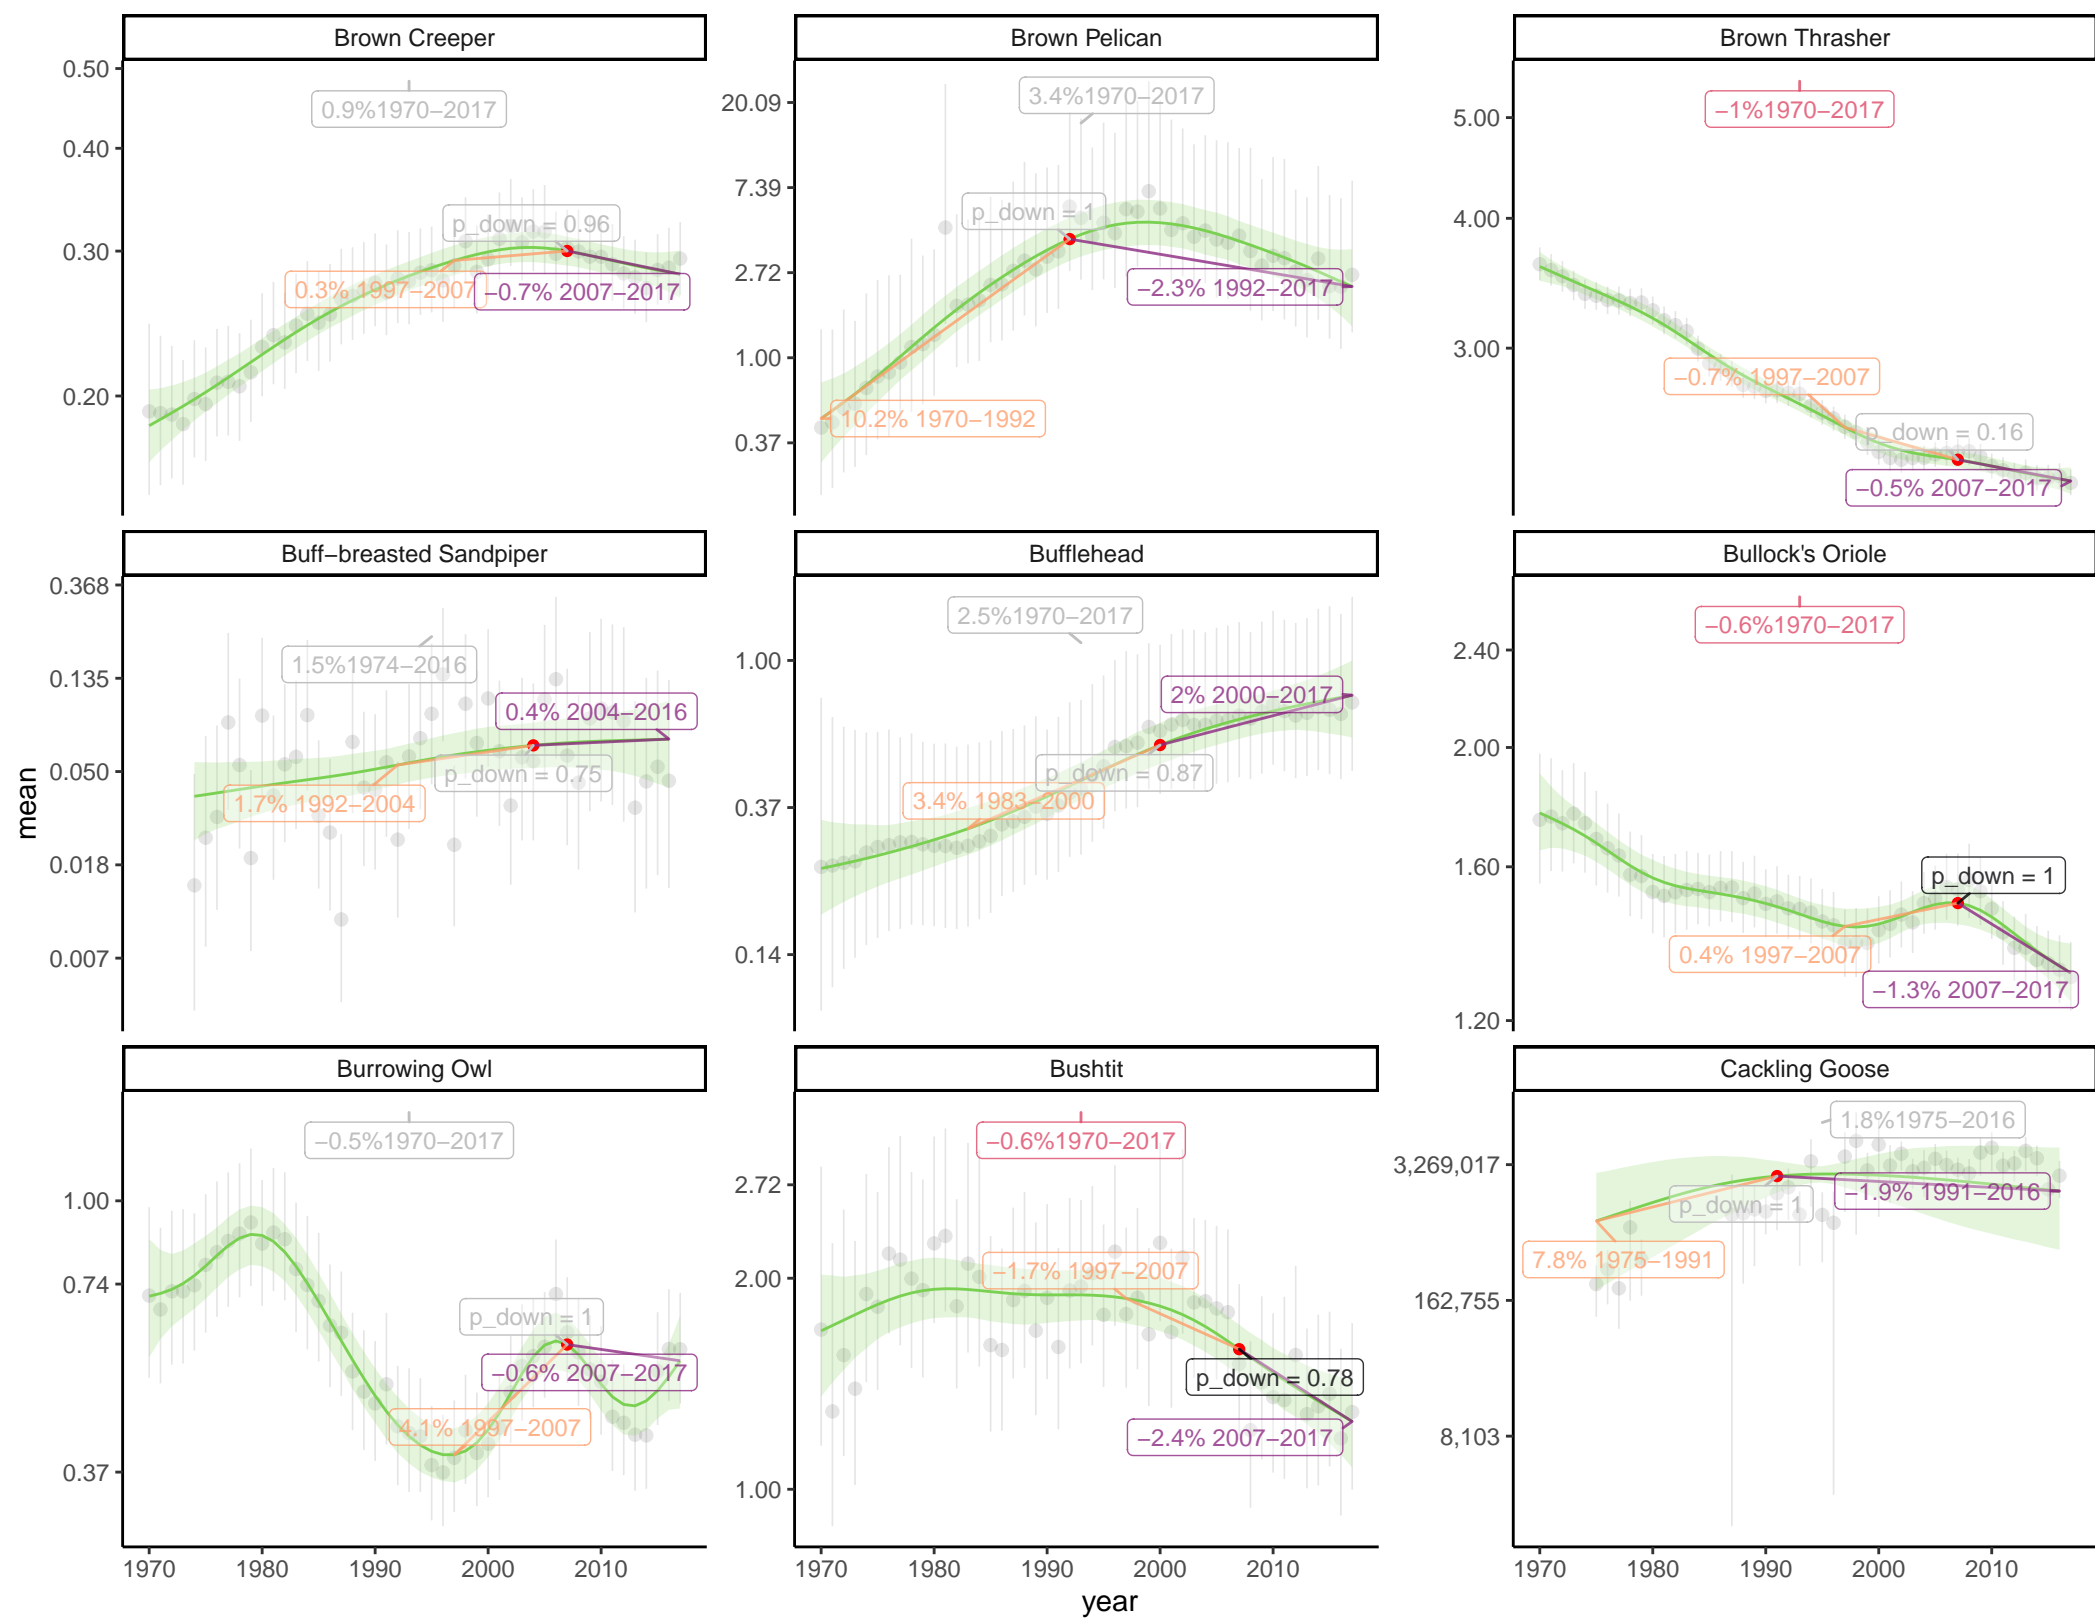 Brown Creeper
Brown Pelican
Brown Thrasher
0.50
0.40
0.30
0.20
0.9%1970−2017
p_down = 0.96
0.3% 1997−2007
−0.7% 2007−2017
20.09
7.39
2.72
1.00
0.37
3.4%1970−2017
p_down = 1
−2.3% 1992−2017
10.2% 1970−1992
5.00
4.00
3.00
−1%1970−2017
−0.7% 1997−2007
p_down = 0.16
−0.5% 2007−2017
Buff−breasted Sandpiper
Bufflehead
Bullock's Oriole
0.368
0.135
0.050
0.018
0.007
1.5%1974−2016
0.4% 2004−2016
p_down = 0.75
1.7% 1992−2004
1.00
0.37
0.14
2.5%1970−2017
2% 2000−2017
p_down = 0.87
3.4% 1983−2000
2.40
2.00
1.60
1.20
−0.6%1970−2017
p_down = 1
0.4% 1997−2007
−1.3% 2007−2017
mean
Burrowing Owl
Bushtit
Cackling Goose
1.00
0.74
0.37
−0.5%1970−2017
p_down = 1
−0.6% 2007−2017
4.1% 1997−2007
2.72
2.00
1.00
−0.6%1970−2017
−1.7% 1997−2007
p_down = 0.78
−2.4% 2007−2017
3,269,017
162,755
8,103
1.8%1975−2016
−1.9% 1991−2016
p_down = 1
7.8% 1975−1991
1970 1980 1990 2000 2010
1970 1980 1990 2000 2010
1970 1980 1990 2000 2010
year